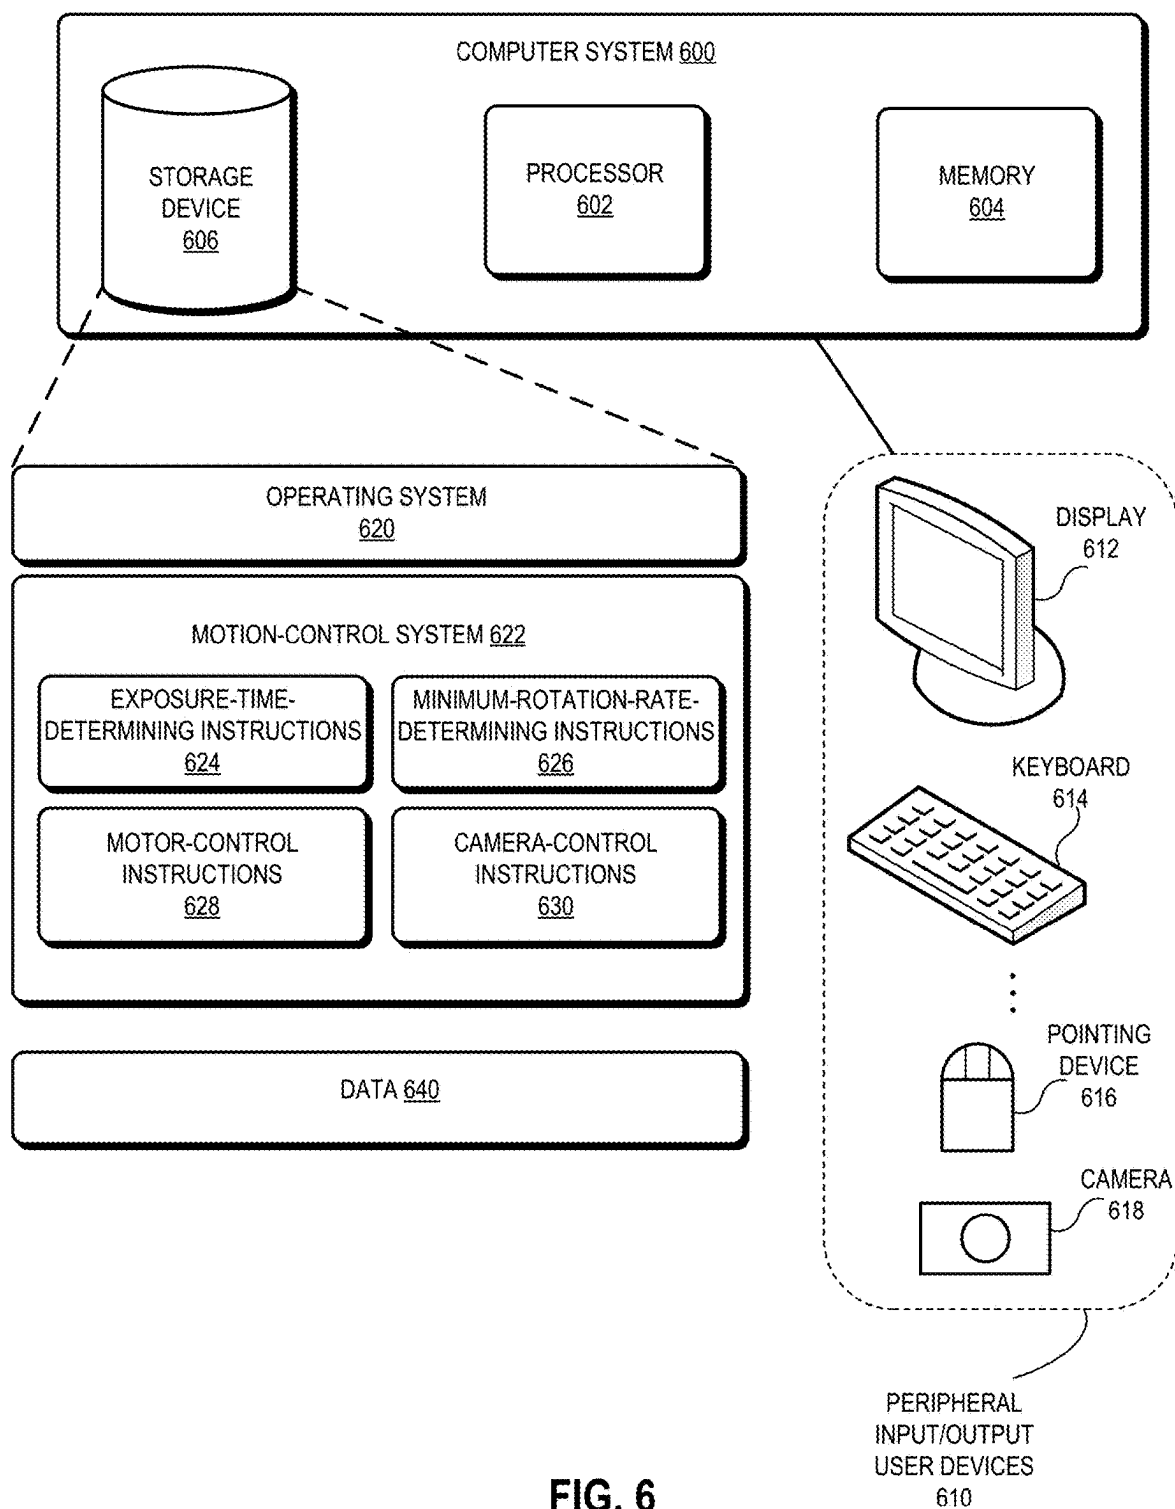 COMPUTER SYSTEM 600
STORAGE
DEVICE
606
PROCESSOR
602
MEMORY
604
OPERATING SYSTEM
620
MOTION-CONTROL SYSTEM 622
EXPOSURE-TIME-
DETERMINING INSTRUCTIONS
624
MINIMUM-ROTATION-RATE-
DETERMINING INSTRUCTIONS
626
MOTOR-CONTROL
INSTRUCTIONS
628
CAMERA-CONTROL
INSTRUCTIONS
630
DATA 640
DISPLAY
612
KEYBOARD
614
POINTING
DEVICE
616
CAMERA
618
PERIPHERAL
INPUT/OUTPUT
USER DEVICES
610
FIG. 6